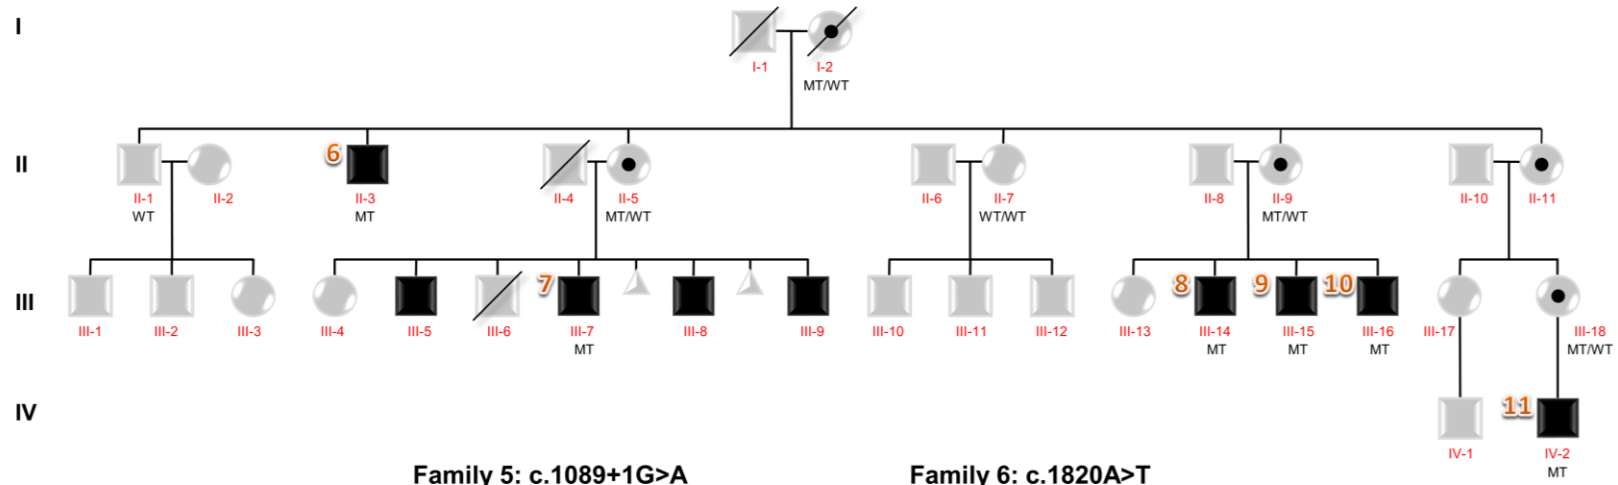 I
I-1
I-2
MT/WT
6
II
II-1
II-2
II-3
II-4
II-5
II-6
II-7
II-8
II-9
II-10
II-11
WT
MT
MT/WT
WT/WT
MT/WT
7
8
9
10
III
III-1
III-2
III-3
III-4
III-5
III-6
III-7
III-8
III-9
III-10
III-11
III-12
III-13
III-14
III-15
III-16
III-17
III-18
MT
MT
MT
MT
MT/WT
IV
11
IV-1
IV-2
MT
Family 5: c.1089+1G>A
Family 6: c.1820A>T